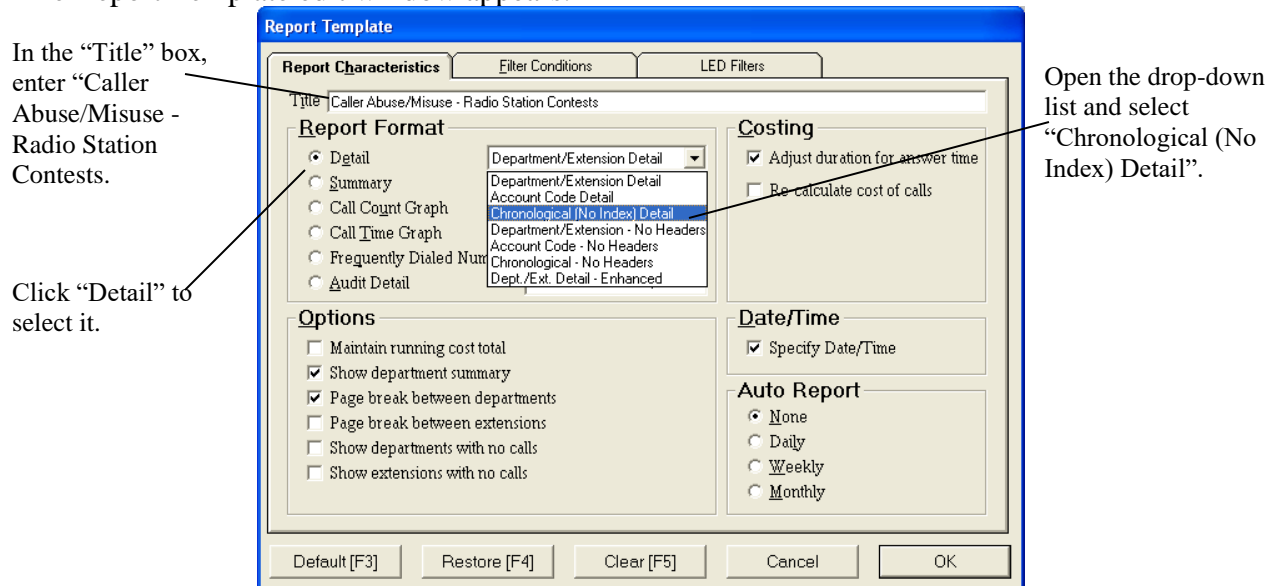 Report Template
In the “Title” box,
enter “Caller
Abuse/Misuse -
Radio Station
Contests.
Click “Detail” to
select it.
Report Characteristics
Filter Conditions
LED Filters
Title
Caller Abuse/Misuse - Radio Station Contests
Report Format
Detail
Summary
Call Count Graph
Call Time Graph
Frequently Dialed
Audit Detail
Department/Extension Detail
Department/Extension Detail
Account Code Detail
Chronological (No Index) Detail
Department/Extension - No Headers
Account Code - No Headers
Chronological - No Headers
Dept./Ext. Detail - Enhanced
Costing
Adjust duration for answer time
Re-calculate cost of calls
Options
Maintain running cost total
Show department summary
Page break between departments
Page break between extensions
Show departments with no calls
Show extensions with no calls
Date/Time
Specify Date/Time
Auto Report
None
Daily
Weekly
Monthly
Default [F3]
Restore [F4]
Clear [F5]
Cancel
OK
Open the drop-down
list and select
“Chronological (No
Index) Detail”.